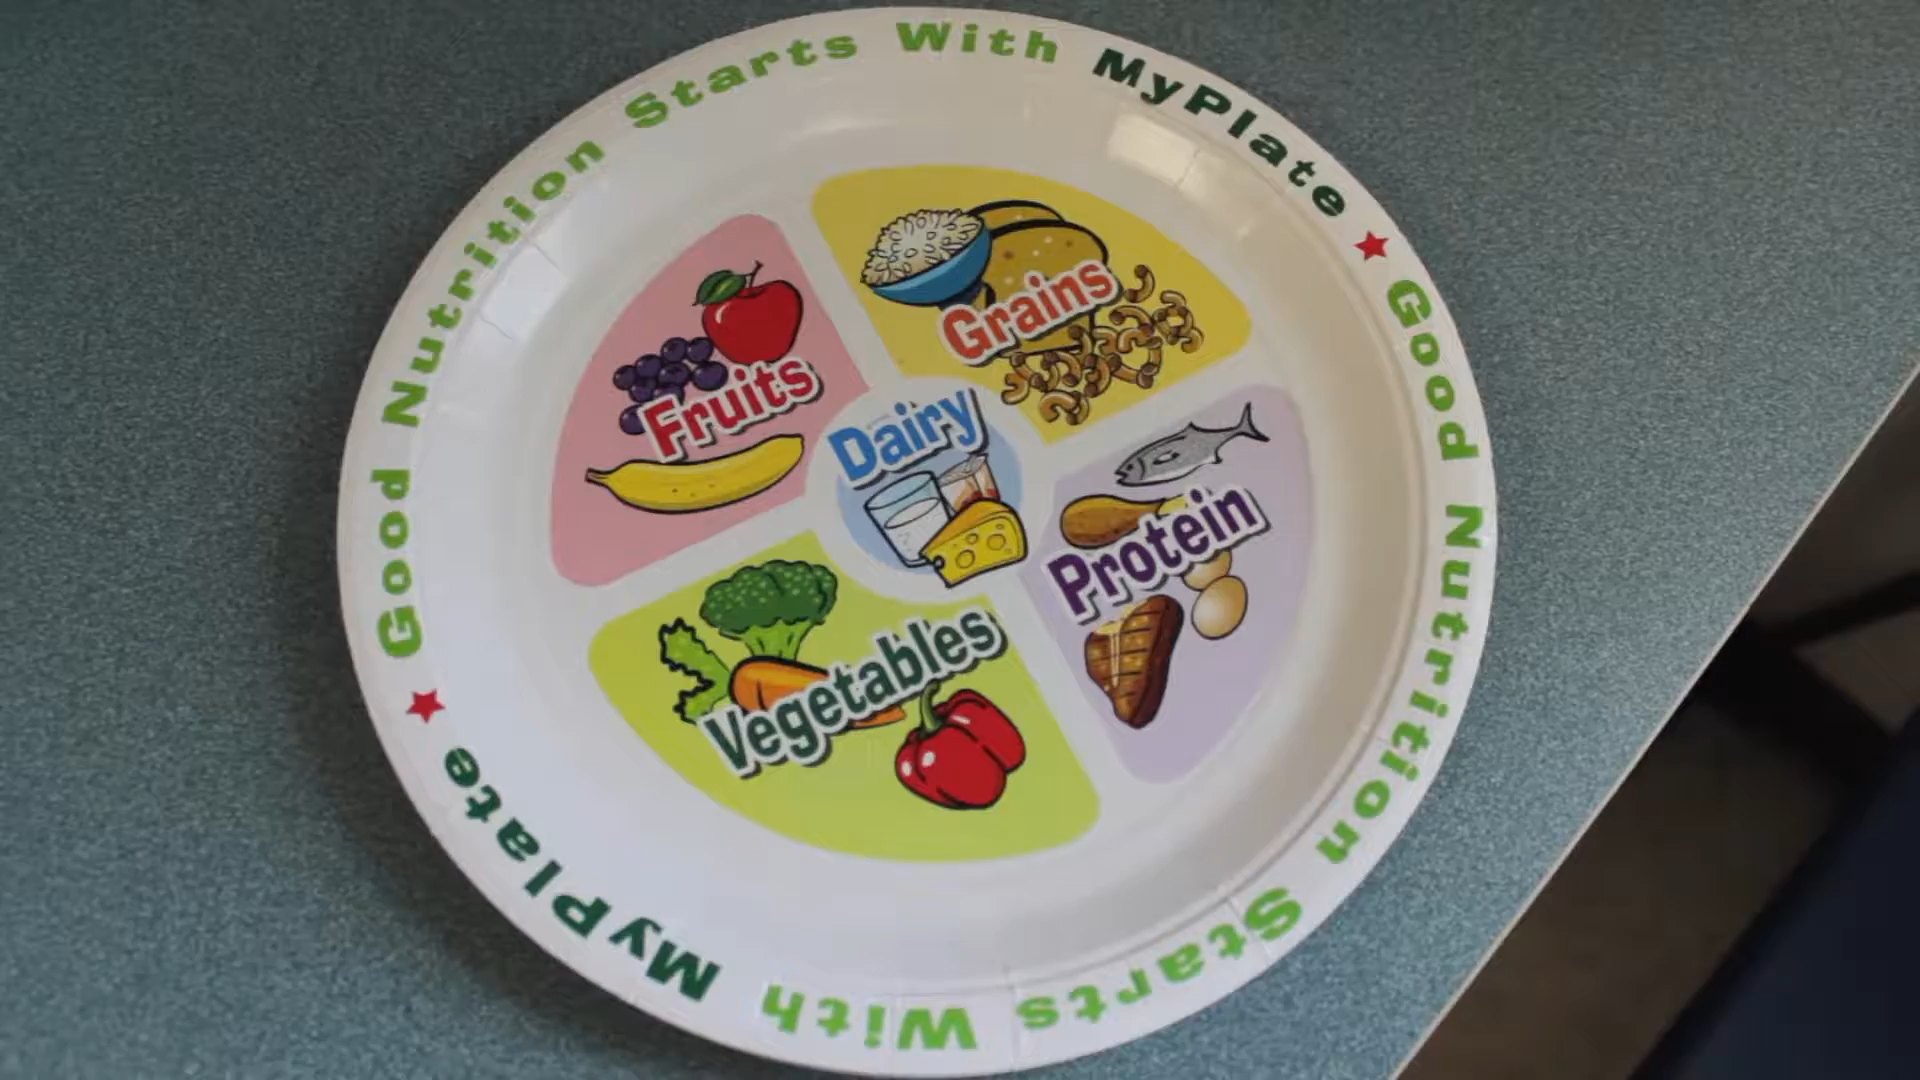 Good Nutrition Starts With MyPlate
Good Nutrition Starts With MyPlate
Fruits
Grains
Dairy
Protein
Vegetables